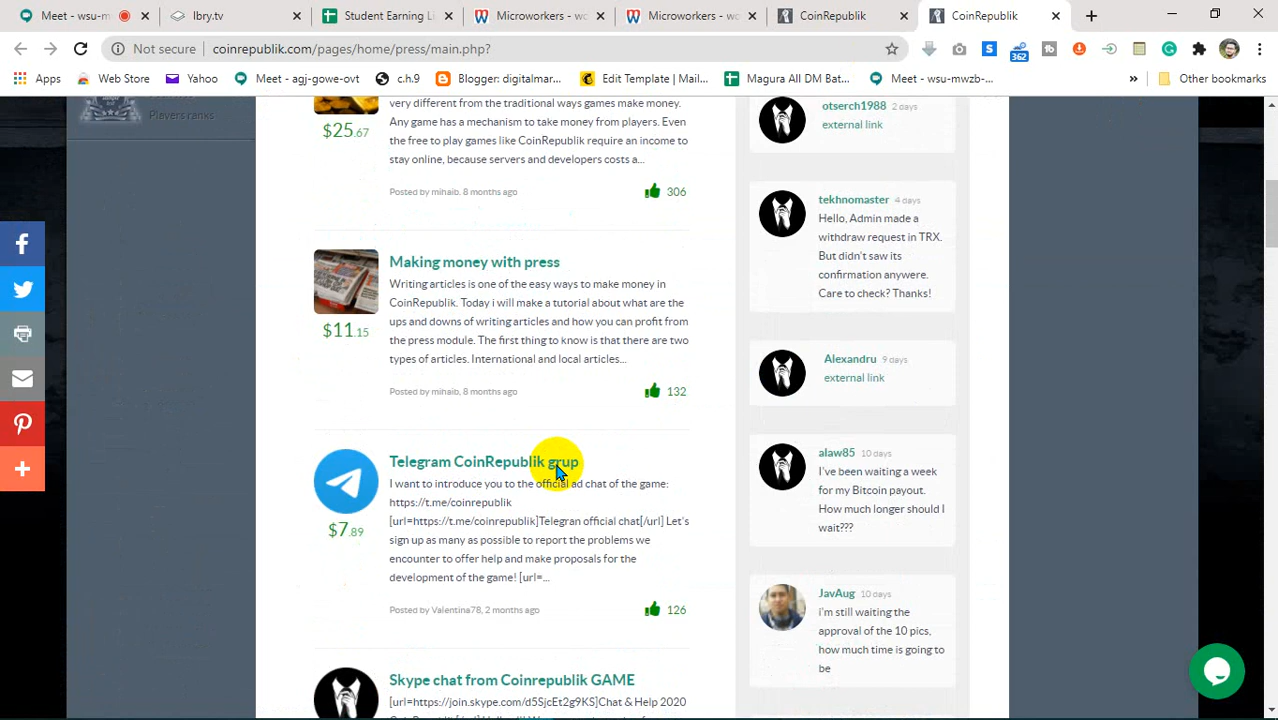 Meet - wsu-m
lbry.tv
Student Earning Li
Microworkers - wo
Microworkers - wo
CoinRepublik
CoinRepublik
Not secure
coinrepublik.com/pages/home/press/main.php?
362
Apps
Web Store
Yahoo
Meet - agj-gowe-ovt
c.h.9
Blogger: digitalmar...
Edit Template | Mail...
Magura All DM Bat...
Meet - wsu-mwzb-...
»
Other bookmarks
Players ranks
$25.67
very different from the traditional ways games make money.
Any game has a mechanism to take money from players. Even
the free to play games like CoinRepublik require an income to
stay online, because servers and developers costs a...
Posted by mihaib, 8 months ago
306
Making money with press
Writing articles is one of the easy ways to make money in
CoinRepublik. Today i will make a tutorial about what are the
ups and downs of writing articles and how you can profit from
the press module. The first thing to know is that there are two
types of articles. International and local articles...
$11.15
Posted by mihaib, 8 months ago
132
Telegram CoinRepublik grup
I want to introduce you to the official ad chat of the game:
https://t.me/coinrepublik
[url=https://t.me/coinrepublik]Telegran official chat[/url] Let's
sign up as many as possible to report the problems we
encounter to offer help and make proposals for the
development of the game! [url=...
$7.89
Posted by Valentina78, 2 months ago
126
Skype chat from Coinrepublik GAME
[url=https://join.skype.com/d5SjcEt2g9KS]Chat & Help 2020
otserch1988 2 days
external link
tekhnomaster 4 days
Hello, Admin made a
withdraw request in TRX.
But didn't saw its
confirmation anywere.
Care to check? Thanks!
Alexandru 9 days
external link
alaw85 10 days
I've been waiting a week
for my Bitcoin payout.
How much longer should I
wait???
JavAug 10 days
i'm still waiting the
approval of the 10 pics,
how much time is going to
be